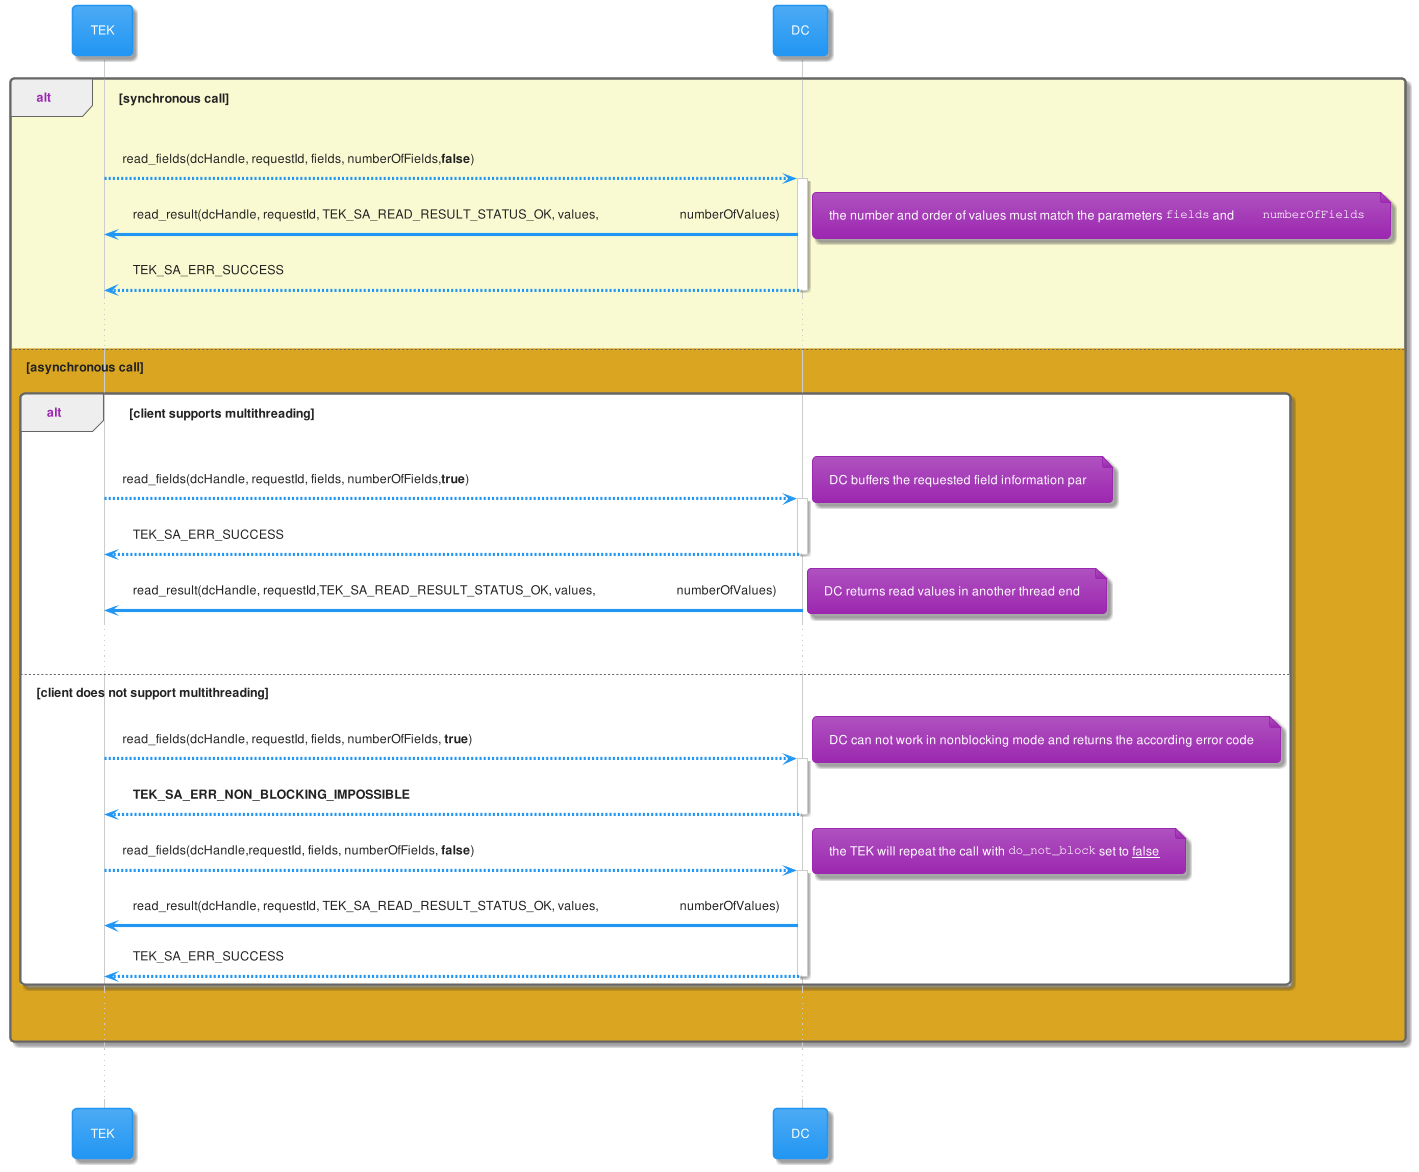 TEK DC
alt [synchronous call]
read_fields(dcHandle, requestId, fields, numberOfFields,false)
read_result(dcHandle, requestId, TEK_SA_READ_RESULT_STATUS_OK, values, numberOfValues)
the number and order of values must match the parameters fields and numberOfFields
TEK_SA_ERR_SUCCESS
[asynchronous call]
alt [client supports multithreading]
read_fields(dcHandle, requestId, fields, numberOfFields,true)
DC buffers the requested field information par
TEK_SA_ERR_SUCCESS
read_result(dcHandle, requestId,TEK_SA_READ_RESULT_STATUS_OK, values, numberOfValues)
DC returns read values in another thread end
[client does not support multithreading]
read_fields(dcHandle, requestId, fields, numberOfFields, true)
DC can not work in nonblocking mode and returns the according error code
TEK_SA_ERR_NON_BLOCKING_IMPOSSIBLE
read_fields(dcHandle,requestId, fields, numberOfFields, false)
the TEK will repeat the call with do_not_block set to false
read_result(dcHandle, requestId, TEK_SA_READ_RESULT_STATUS_OK, values, numberOfValues)
TEK_SA_ERR_SUCCESS
TEK DC